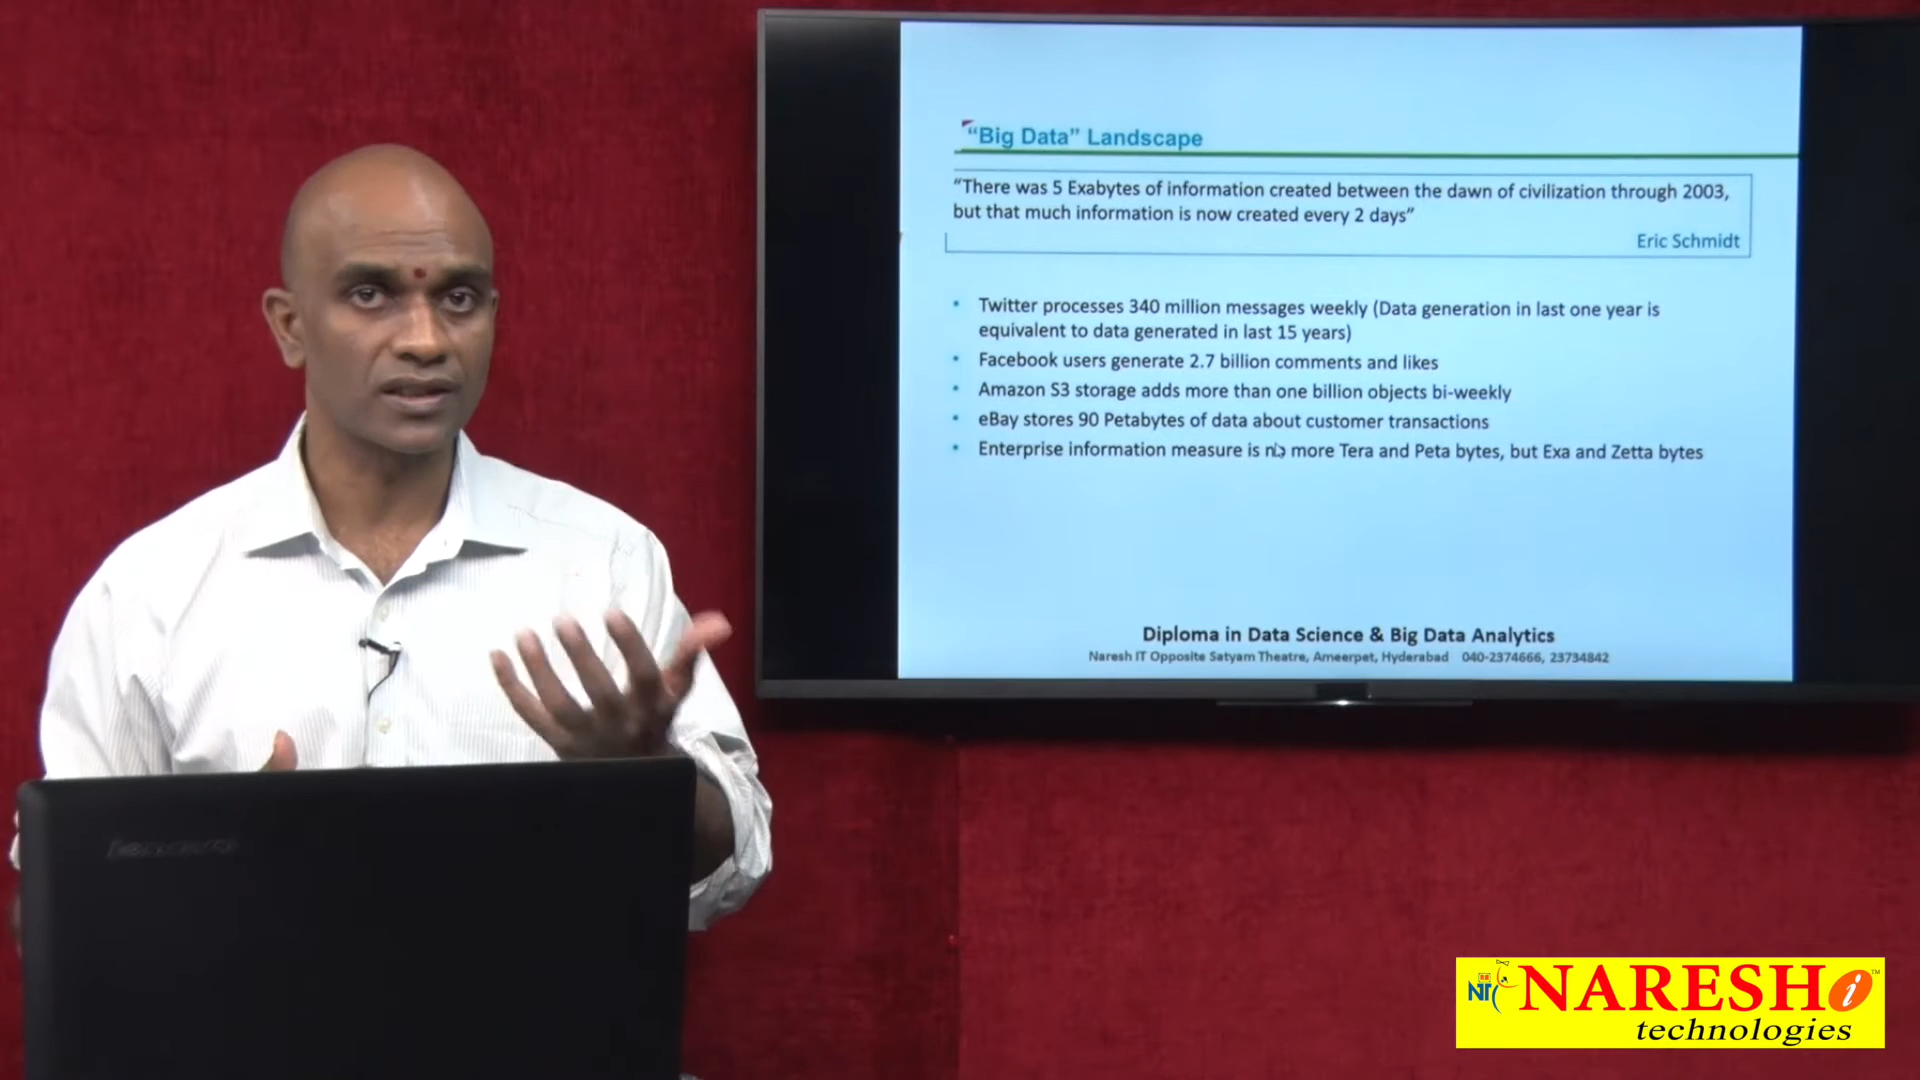 “Big Data” Landscape
“There was 5 Exabytes of information created between the dawn of civilization through 2003,
but that much information is now created every 2 days”
Eric Schmidt
• Twitter processes 340 million messages weekly (Data generation in last one year is
equivalent to data generated in last 15 years)
• Facebook users generate 2.7 billion comments and likes
• Amazon S3 storage adds more than one billion objects bi-weekly
• eBay stores 90 Petabytes of data about customer transactions
• Enterprise information measure is no more Tera and Peta bytes, but Exa and Zetta bytes
Diploma in Data Science & Big Data Analytics
Naresh IT Opposite Satyam Theatre, Ameerpet, Hyderabad 040-2374666, 23734842
lenovo
NT NARESH i ™
technologies